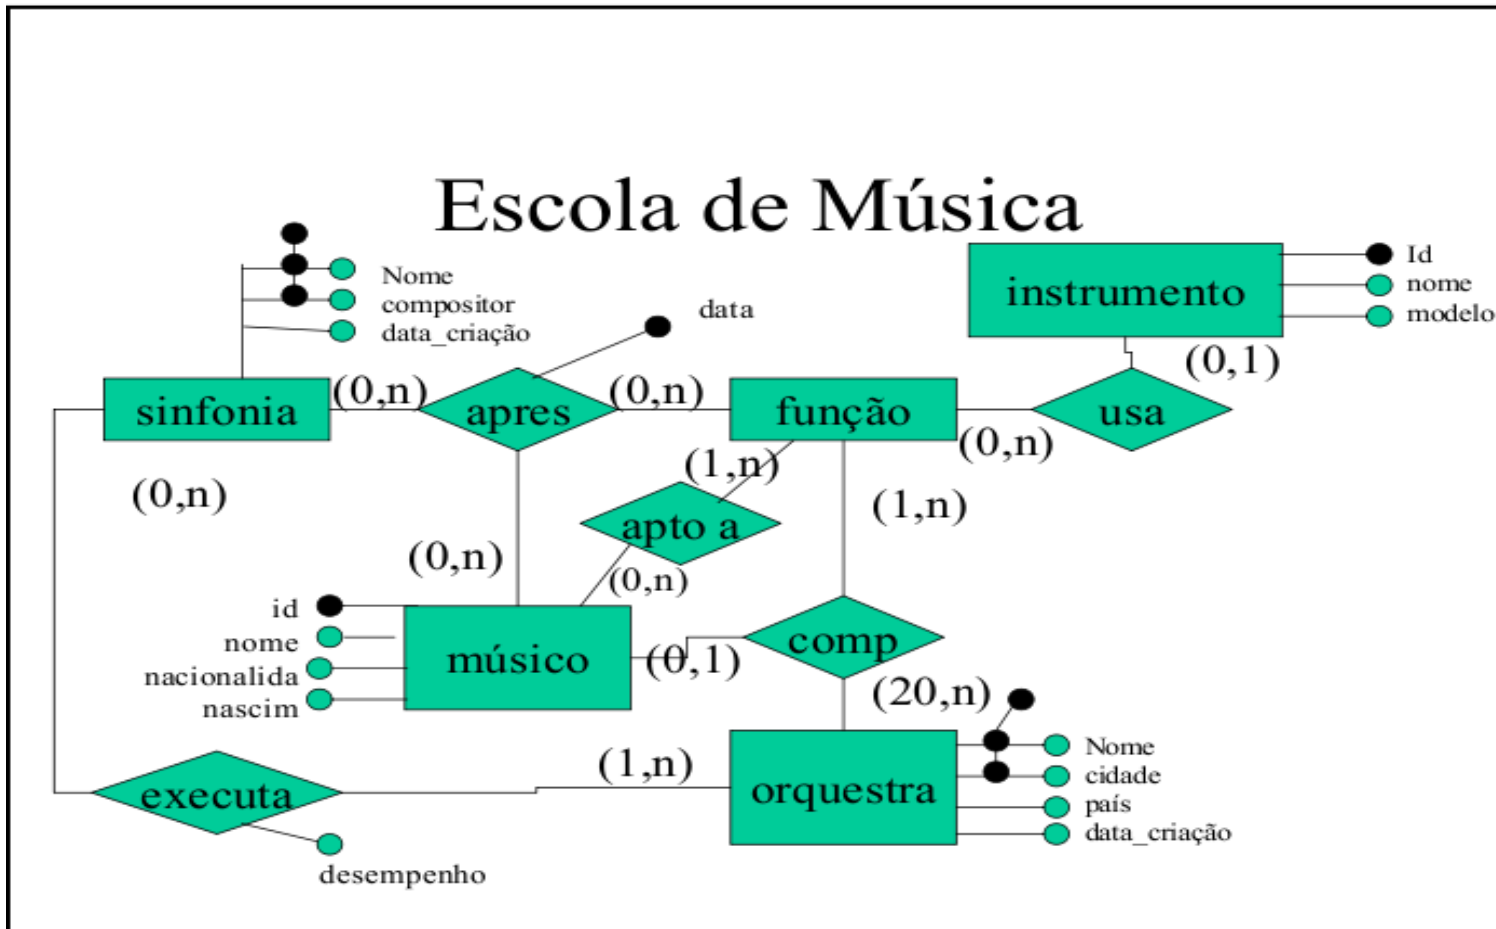 Escola de Música
Nome
compositor
data_criação
data
Id
nome
modelo
instrumento
(0,1)
sinfonia
(0,n)
apres
(0,n)
função
(0,n)
usa
(0,n)
(1,n)
apto a
(0,n)
(1,n)
(0,n)
id
nome
nacionalida
nascim
músico
(0,1)
comp
(20,n)
executa
desempenho
(1,n)
orquestra
Nome
cidade
país
data_criação